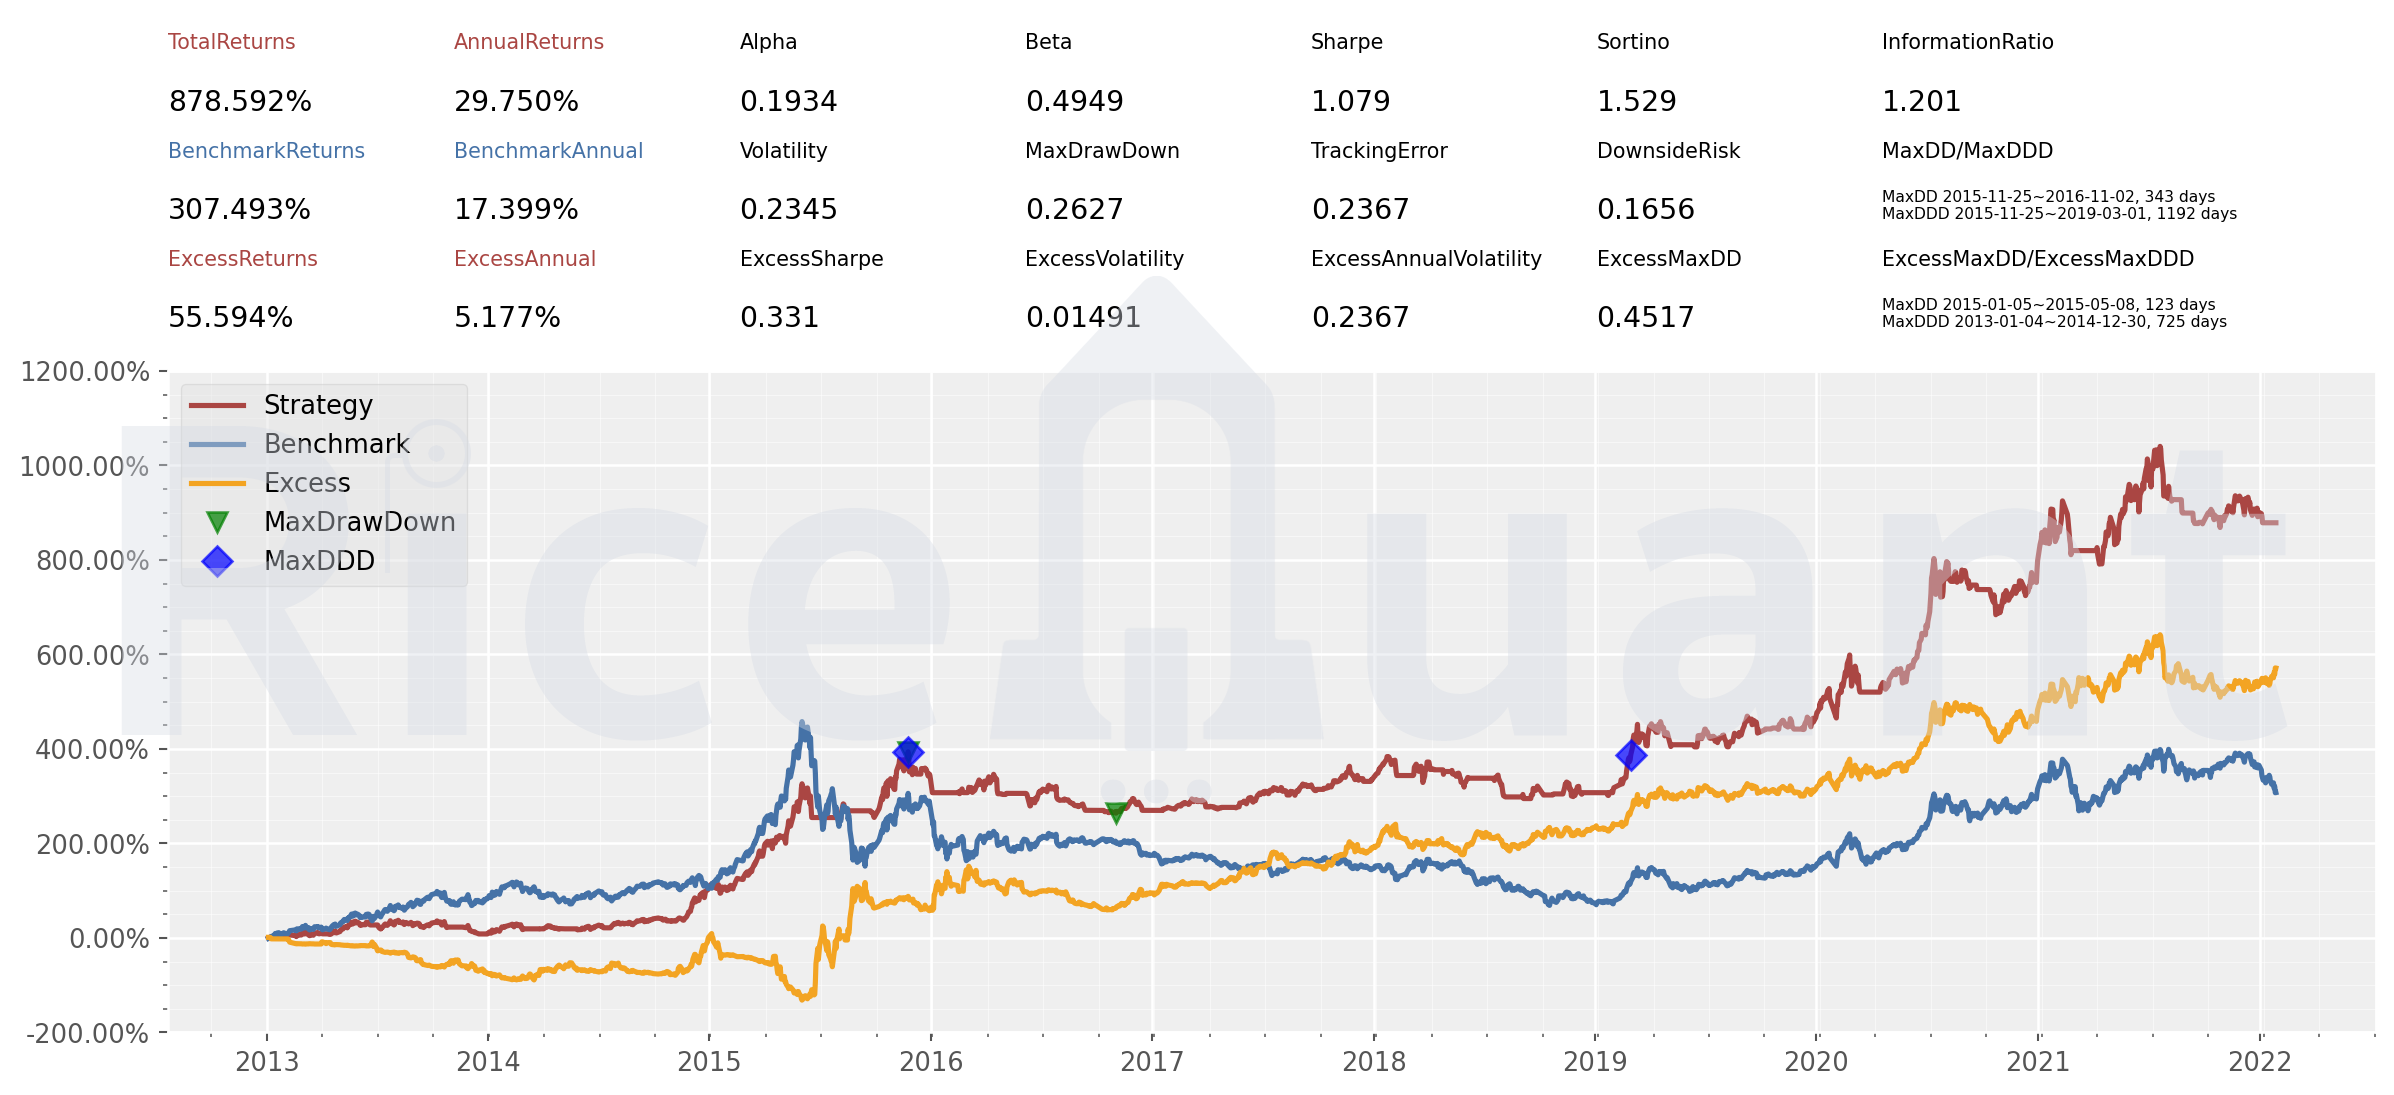 TotalReturns AnnualReturns Alpha Beta Sharpe Sortino InformationRatio
878.592% 29.750% 0.1934 0.4949 1.079 1.529 1.201
BenchmarkReturns BenchmarkAnnual Volatility MaxDrawDown TrackingError DownsideRisk MaxDD/MaxDDD
307.493% 17.399% 0.2345 0.2627 0.2367 0.1656 MaxDD 2015-11-25~2016-11-02, 343 days
MaxDDD 2015-11-25~2019-03-01, 1192 days
ExcessReturns ExcessAnnual ExcessSharpe ExcessVolatility ExcessAnnualVolatility ExcessMaxDD ExcessMaxDD/ExcessMaxDDD
55.594% 5.177% 0.331 0.01491 0.2367 0.4517 MaxDD 2015-01-05~2015-05-08, 123 days
MaxDDD 2013-01-04~2014-12-30, 725 days
1200.00%
1000.00%
800.00%
600.00%
400.00%
200.00%
0.00%
-200.00%
Strategy
Benchmark
Excess
MaxDrawDown
MaxDDD
RiceQuant
2013 2014 2015 2016 2017 2018 2019 2020 2021 2022